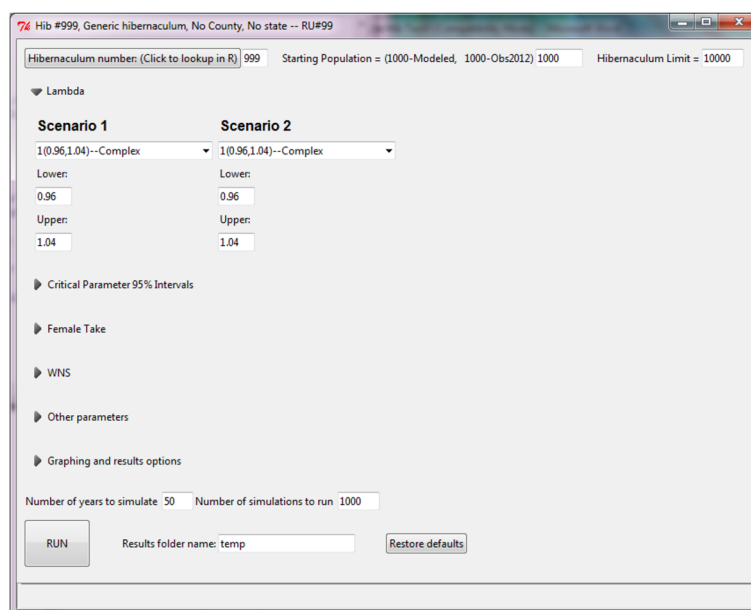 Hib #999, Generic hibernaculum, No County, No state -- RU#99
Hibernaculum number: (Click to lookup in R) 999 Starting Population = (1000-Modeled, 1000-Obs2012) 1000 Hibernaculum Limit = 10000
Lambda
Scenario 1 Scenario 2
1(0.96,1.04)--Complex 1(0.96,1.04)--Complex
Lower: Lower:
0.96 0.96
Upper: Upper:
1.04 1.04
Critical Parameter 95% Intervals
Female Take
WNS
Other parameters
Graphing and results options
Number of years to simulate 50 Number of simulations to run 1000
RUN Results folder name: temp Restore defaults